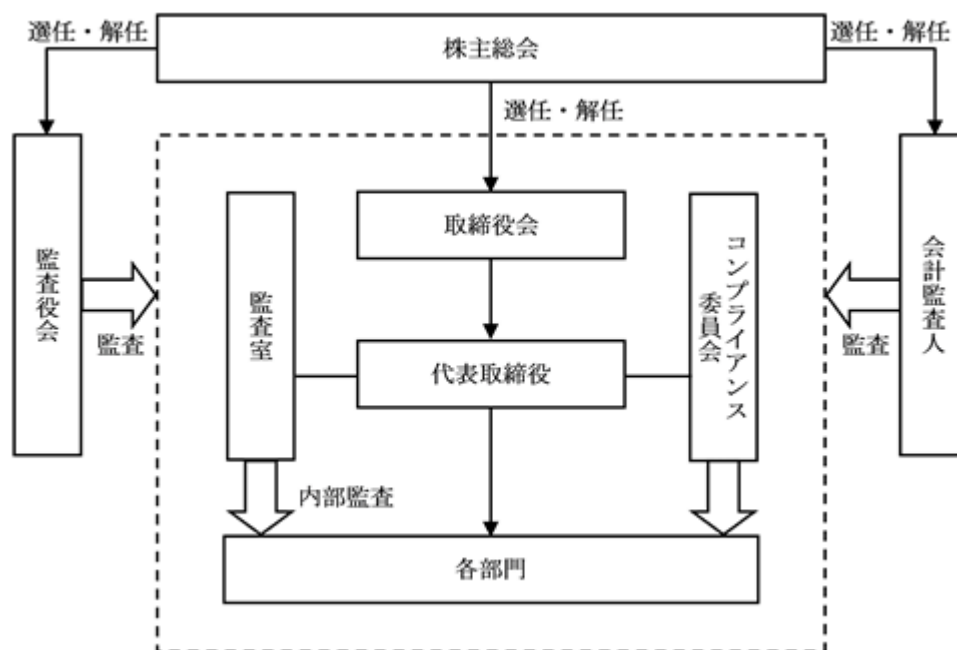 選任・解任
株主総会
選任・解任
選任・解任
取締役会
監査役会
監査
監査室
代表取締役
コンプライアンス
委員会
会計監査人
監査
内部監査
各部門